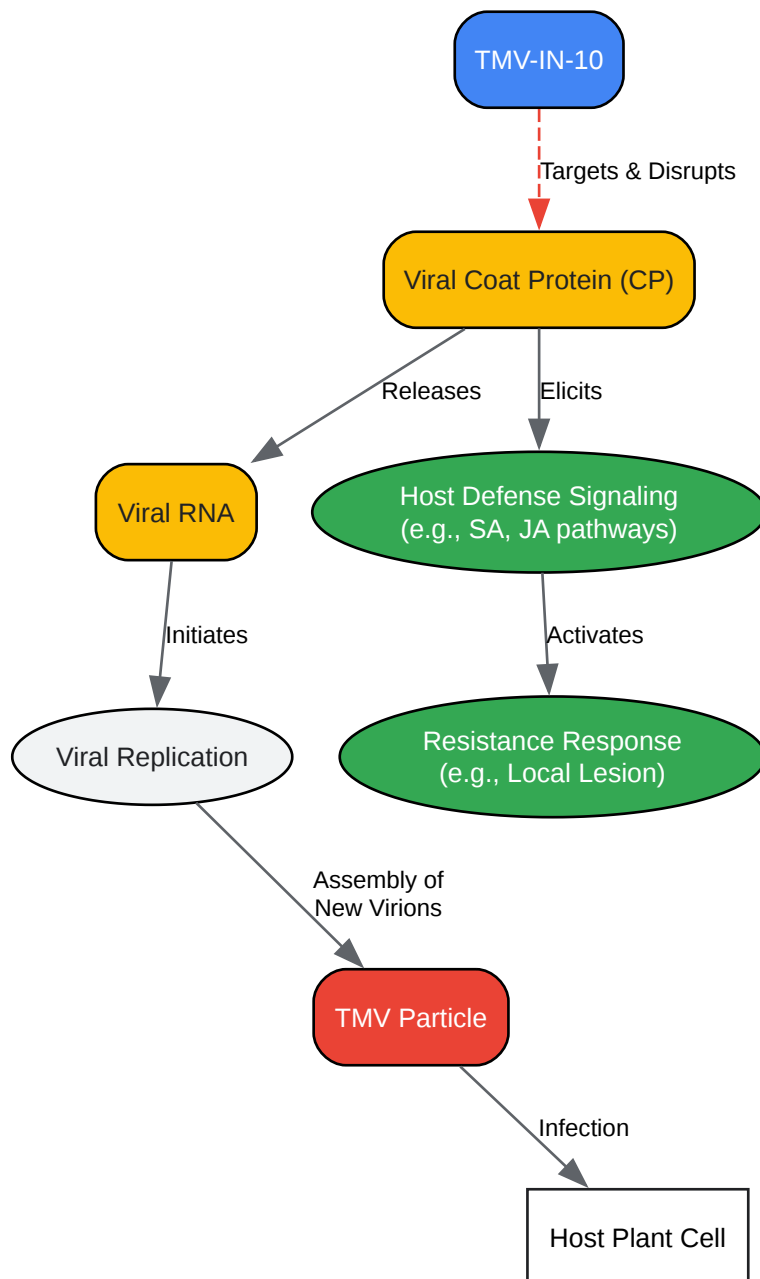 TMV-IN-10
Targets & Disrupts
Viral Coat Protein (CP)
Releases
Elicits
Viral RNA
Host Defense Signaling
(e.g., SA, JA pathways)
Initiates
Activates
Viral Replication
Resistance Response
(e.g., Local Lesion)
Assembly of
New Virions
TMV Particle
Infection
Host Plant Cell